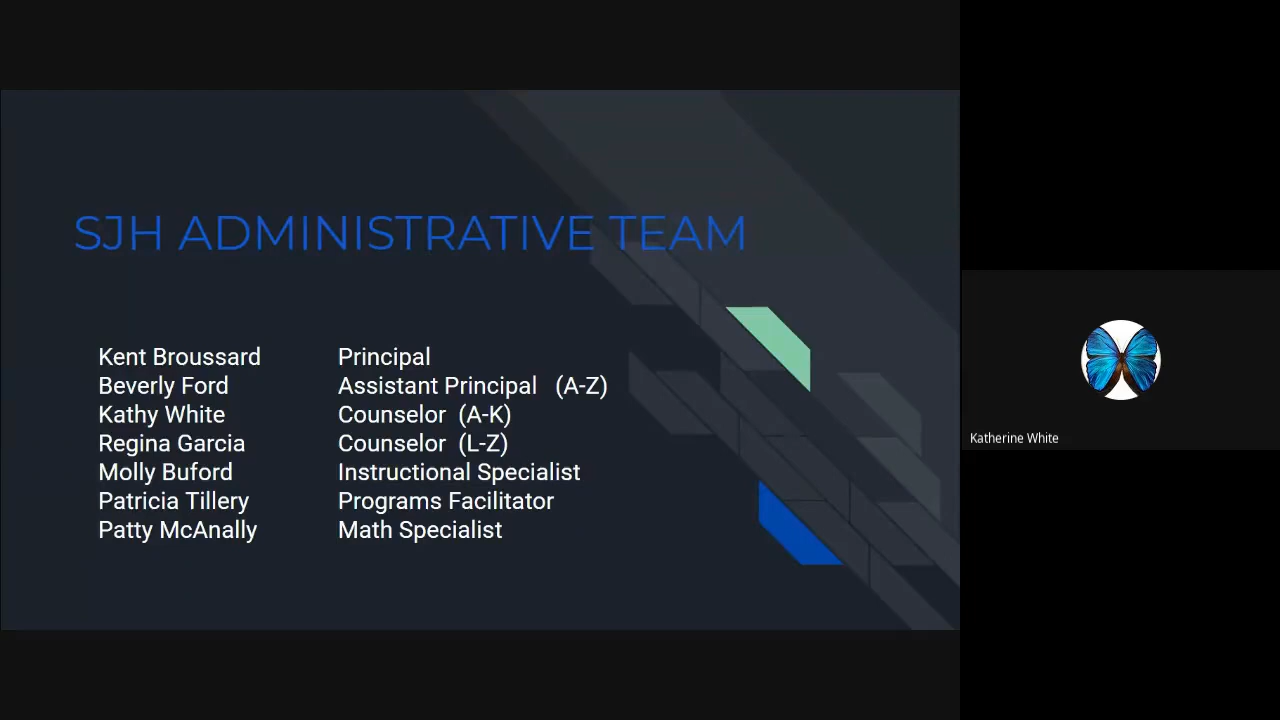 SJH ADMINISTRATIVE TEAM
Kent Broussard Principal
Beverly Ford Assistant Principal (A-Z)
Kathy White Counselor (A-K)
Regina Garcia Counselor (L-Z)
Molly Buford Instructional Specialist
Patricia Tillery Programs Facilitator
Patty McAnally Math Specialist
Katherine White